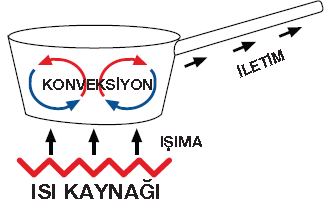 KONVEKSİYON
İLETİM
IŞIMA
ISI KAYNAĞI